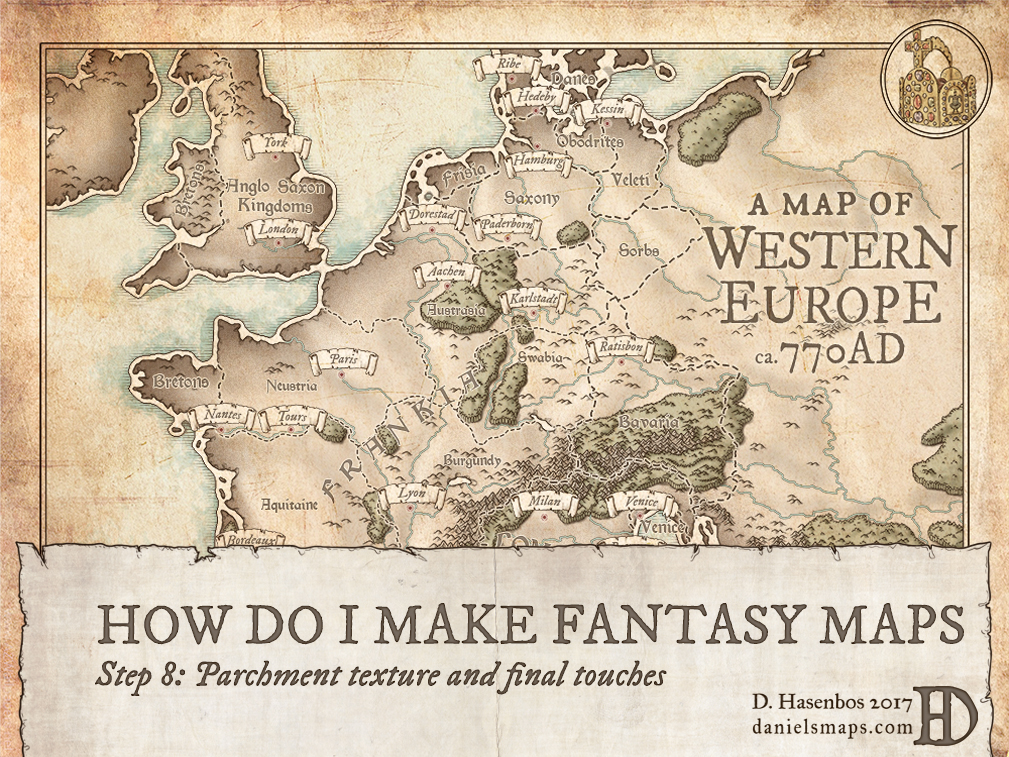 Ribe
Danes
Hedeby
Kessin
York
Obodrites
Hamburg
Frisia
Veleti
Bretons
Anglo Saxon
Kingdoms
Saxony
A MAP OF
WESTERN
EUROPE
ca. 770AD
Dorestad
Paderborn
London
Sorbs
Aachen
Karlstadt
Austrasia
Ratisbon
Swabia
Paris
Bretons
Neustria
FRANKIA
Nantes
Tours
Bavaria
Burgundy
Lyon
Milan
Venice
Aquitaine
Venice
Bordeaux
HOW DO I MAKE FANTASY MAPS
Step 8: Parchment texture and final touches
D. Hasenbos 2017
danielsmaps.com
HD